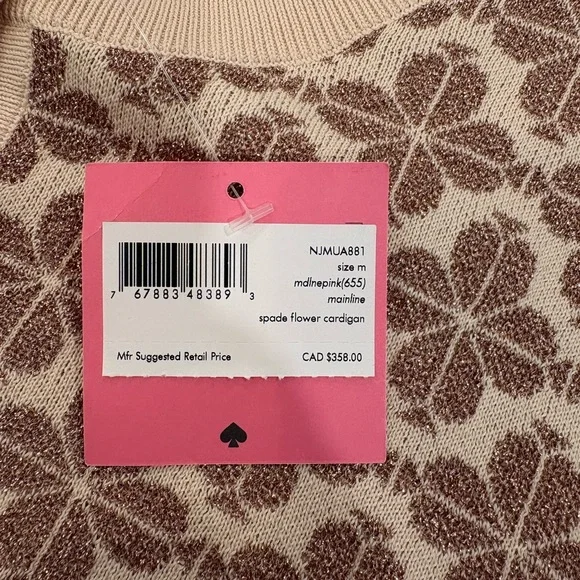 NJMUA881
size m
mdlnepink(655)
mainline
spade flower cardigan
7 67883 48389 3
Mfr Suggested Retail Price CAD $358.00